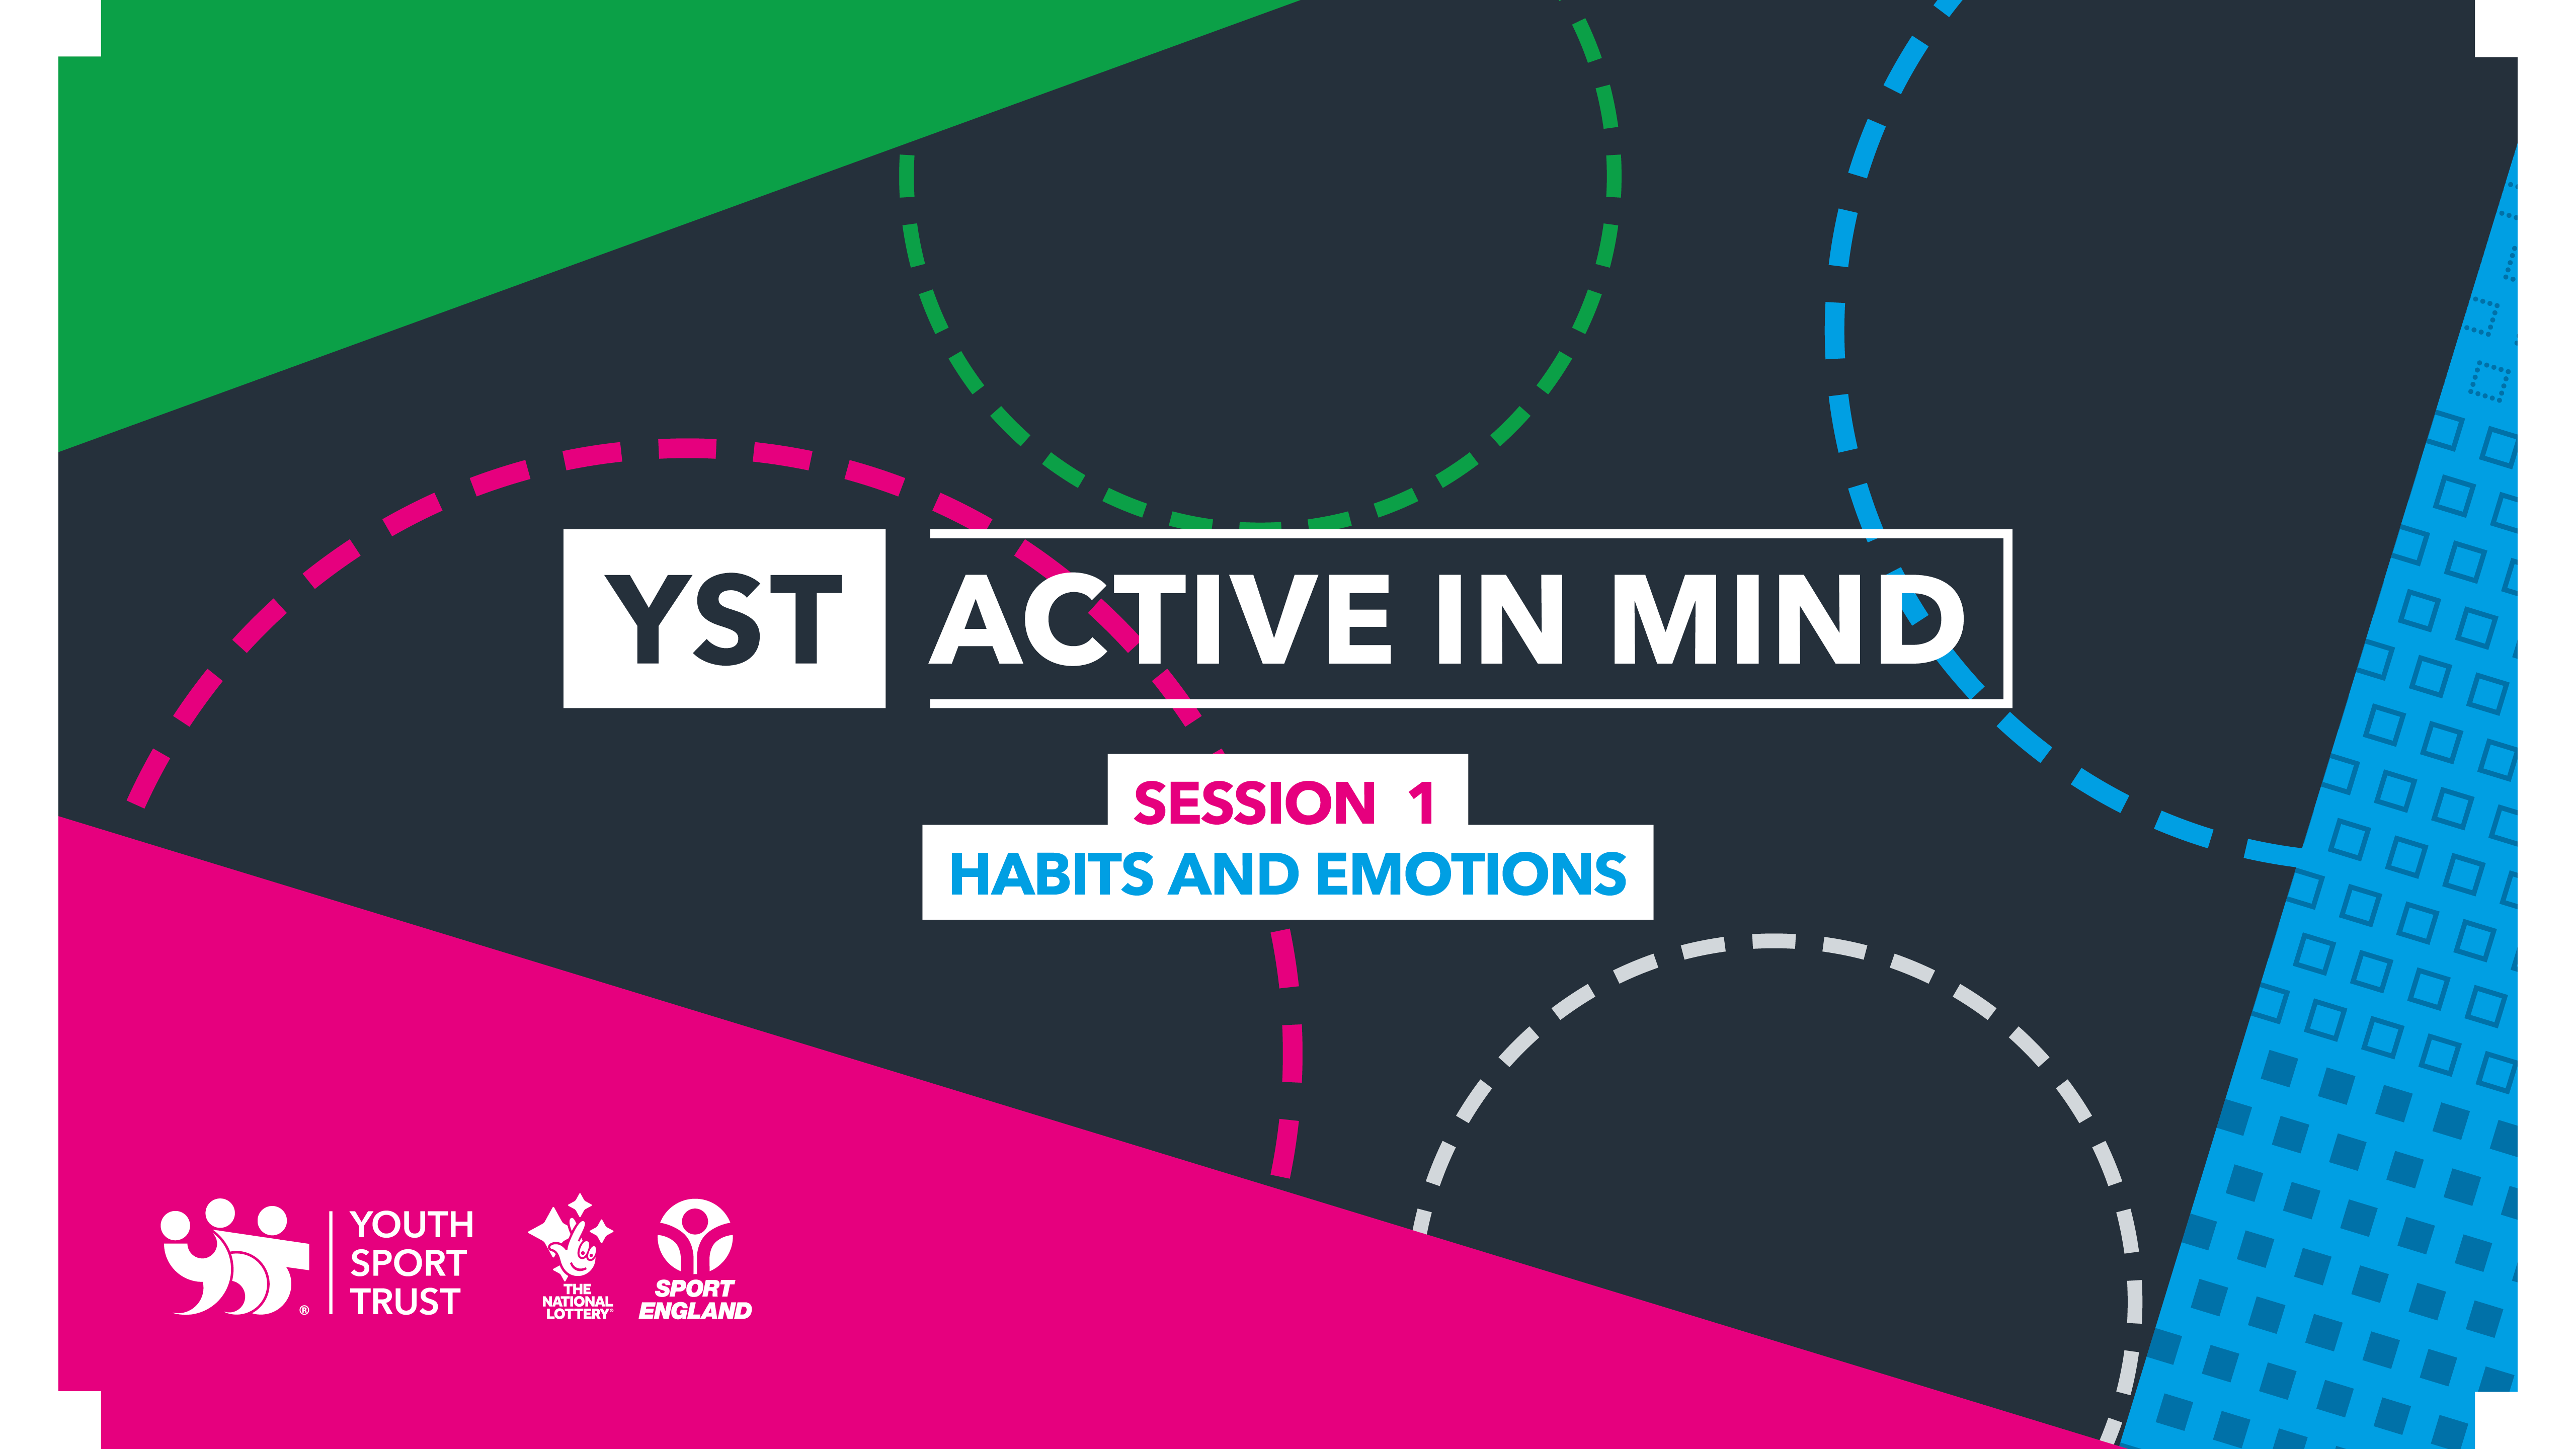 YST ACTIVE IN MIND
SESSION 1
HABITS AND EMOTIONS
YOUTH
SPORT
TRUST
®
THE
NATIONAL
LOTTERY®
SPORT
ENGLAND